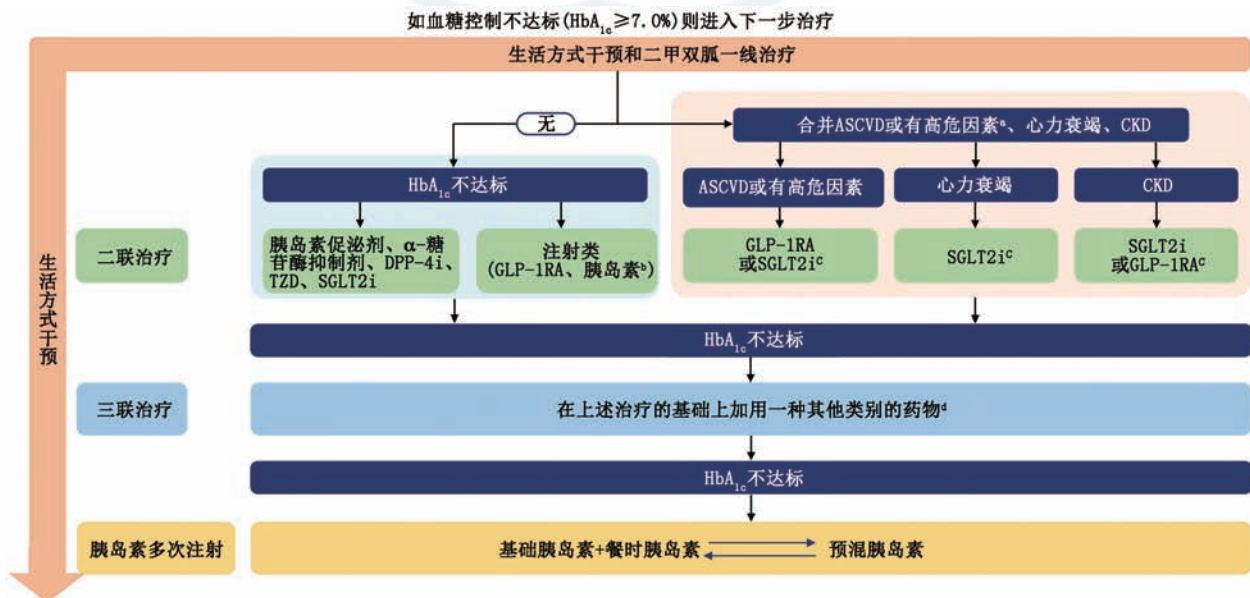 如血糖控制不达标(HbA₁c≥7.0%)则进入下一步治疗
生活方式干预和二甲双胍一线治疗
无
合并ASCVD或有高危因素ᵃ、心力衰竭、CKD
HbA₁c不达标
ASCVD或有高危因素
心力衰竭
CKD
二联治疗
胰岛素促泌剂、α-糖
苷酶抑制剂、DPP-4i、
TZD、SGLT2i
注射类
(GLP-1RA、胰岛素ᵇ)
GLP-1RA
或SGLT2iᶜ
SGLT2iᶜ
SGLT2i
或GLP-1RAᶜ
生活方式干预
HbA₁c不达标
三联治疗
在上述治疗的基础上加用一种其他类别的药物ᵈ
HbA₁c不达标
胰岛素多次注射
基础胰岛素+餐时胰岛素
预混胰岛素